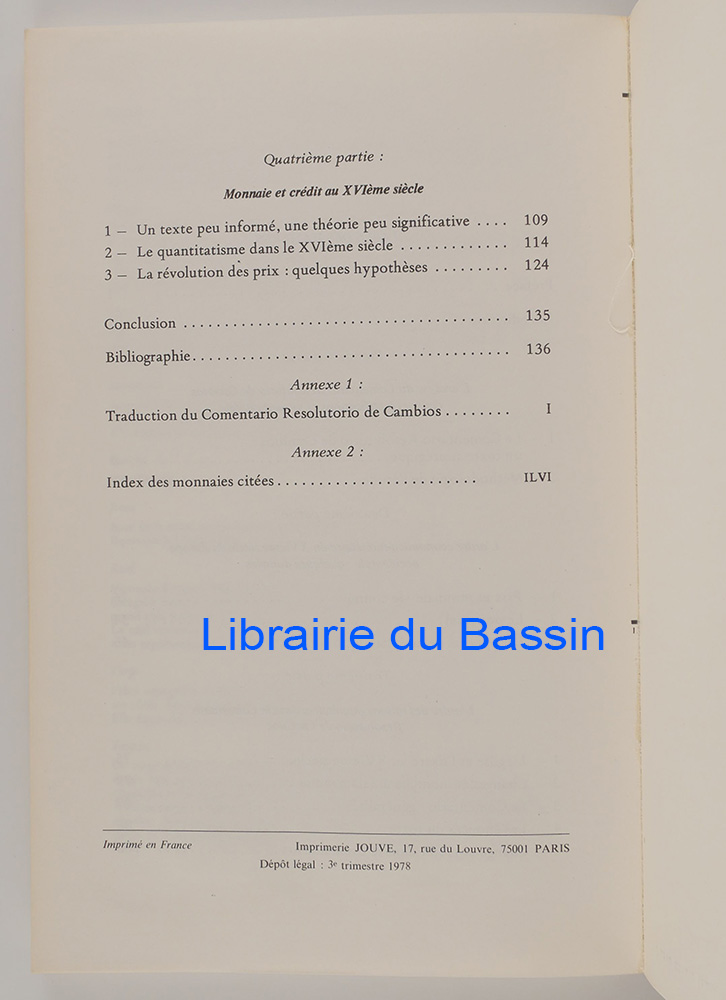 Quatrième partie :
Monnaie et crédit au XVIème siècle
1 — Un texte peu informé, une théorie peu significative .... 109
2 — Le quantitatisme dans le XVIème siècle ............. 114
3 — La révolution des prix : quelques hypothèses ......... 124
Conclusion ........................................ 135
Bibliographie....................................... 136
Annexe 1 :
Traduction du Comentario Resolutorio de Cambios ........ I
Annexe 2 :
Index des monnaies citées......................... ILVI
Librairie du Bassin
Imprimé en France Imprimerie JOUVE, 17, rue du Louvre, 75001 PARIS
Dépôt légal : 3e trimestre 1978